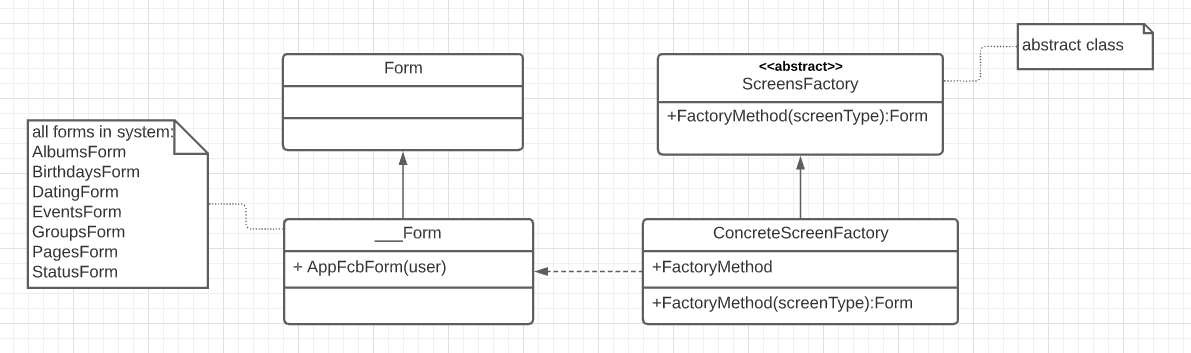 abstract class
Form
<<abstract>>
ScreensFactory
+FactoryMethod(screenType):Form
all forms in system:
AlbumsForm
BirthdaysForm
DatingForm
EventsForm
GroupsForm
PagesForm
StatusForm
___Form
+ AppFcbForm(user)
ConcreteScreenFactory
+FactoryMethod
+FactoryMethod(screenType):Form